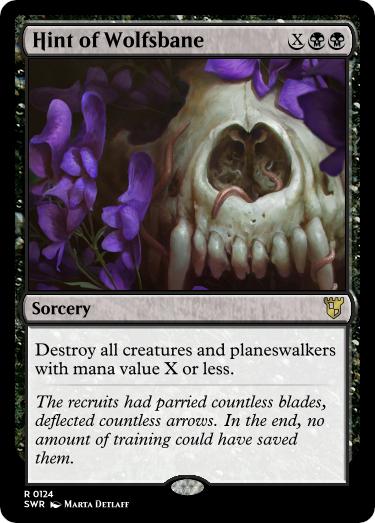 Hint of Wolfsbane X
Sorcery
Destroy all creatures and planeswalkers
with mana value X or less.
The recruits had parried countless blades,
deflected countless arrows. In the end, no
amount of training could have saved
them.
R 0124
SWR Marta Detlaff